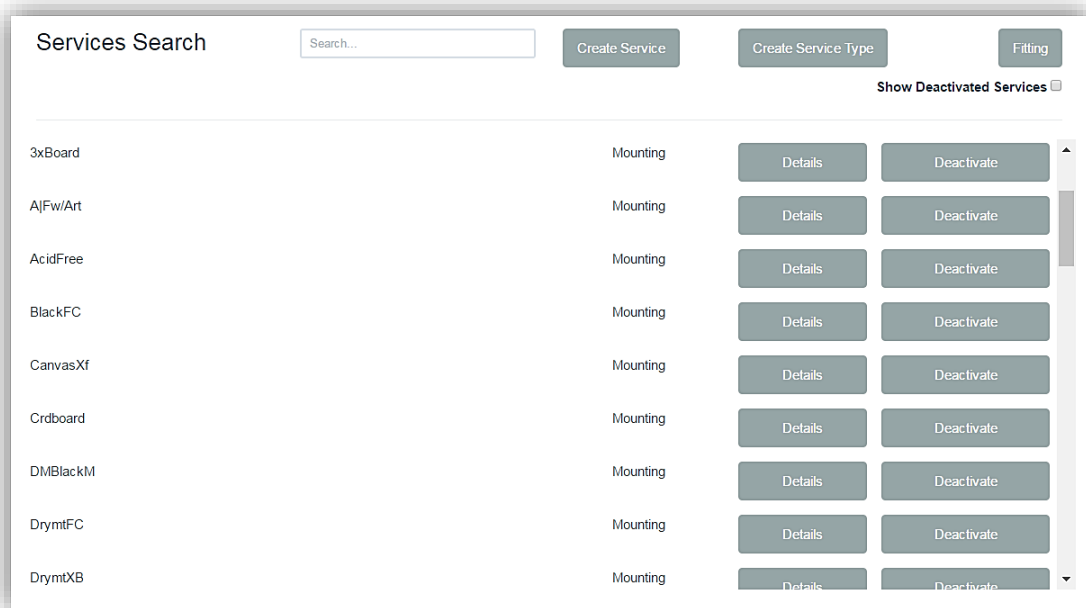 Services Search
Search...
Create Service
Create Service Type
Fitting
Show Deactivated Services
3xBoard Mounting Details Deactivate
A|Fw/Art Mounting Details Deactivate
AcidFree Mounting Details Deactivate
BlackFC Mounting Details Deactivate
CanvasXf Mounting Details Deactivate
Crdboard Mounting Details Deactivate
DMBlackM Mounting Details Deactivate
DrymtFC Mounting Details Deactivate
DrymtXB Mounting Details Deactivate